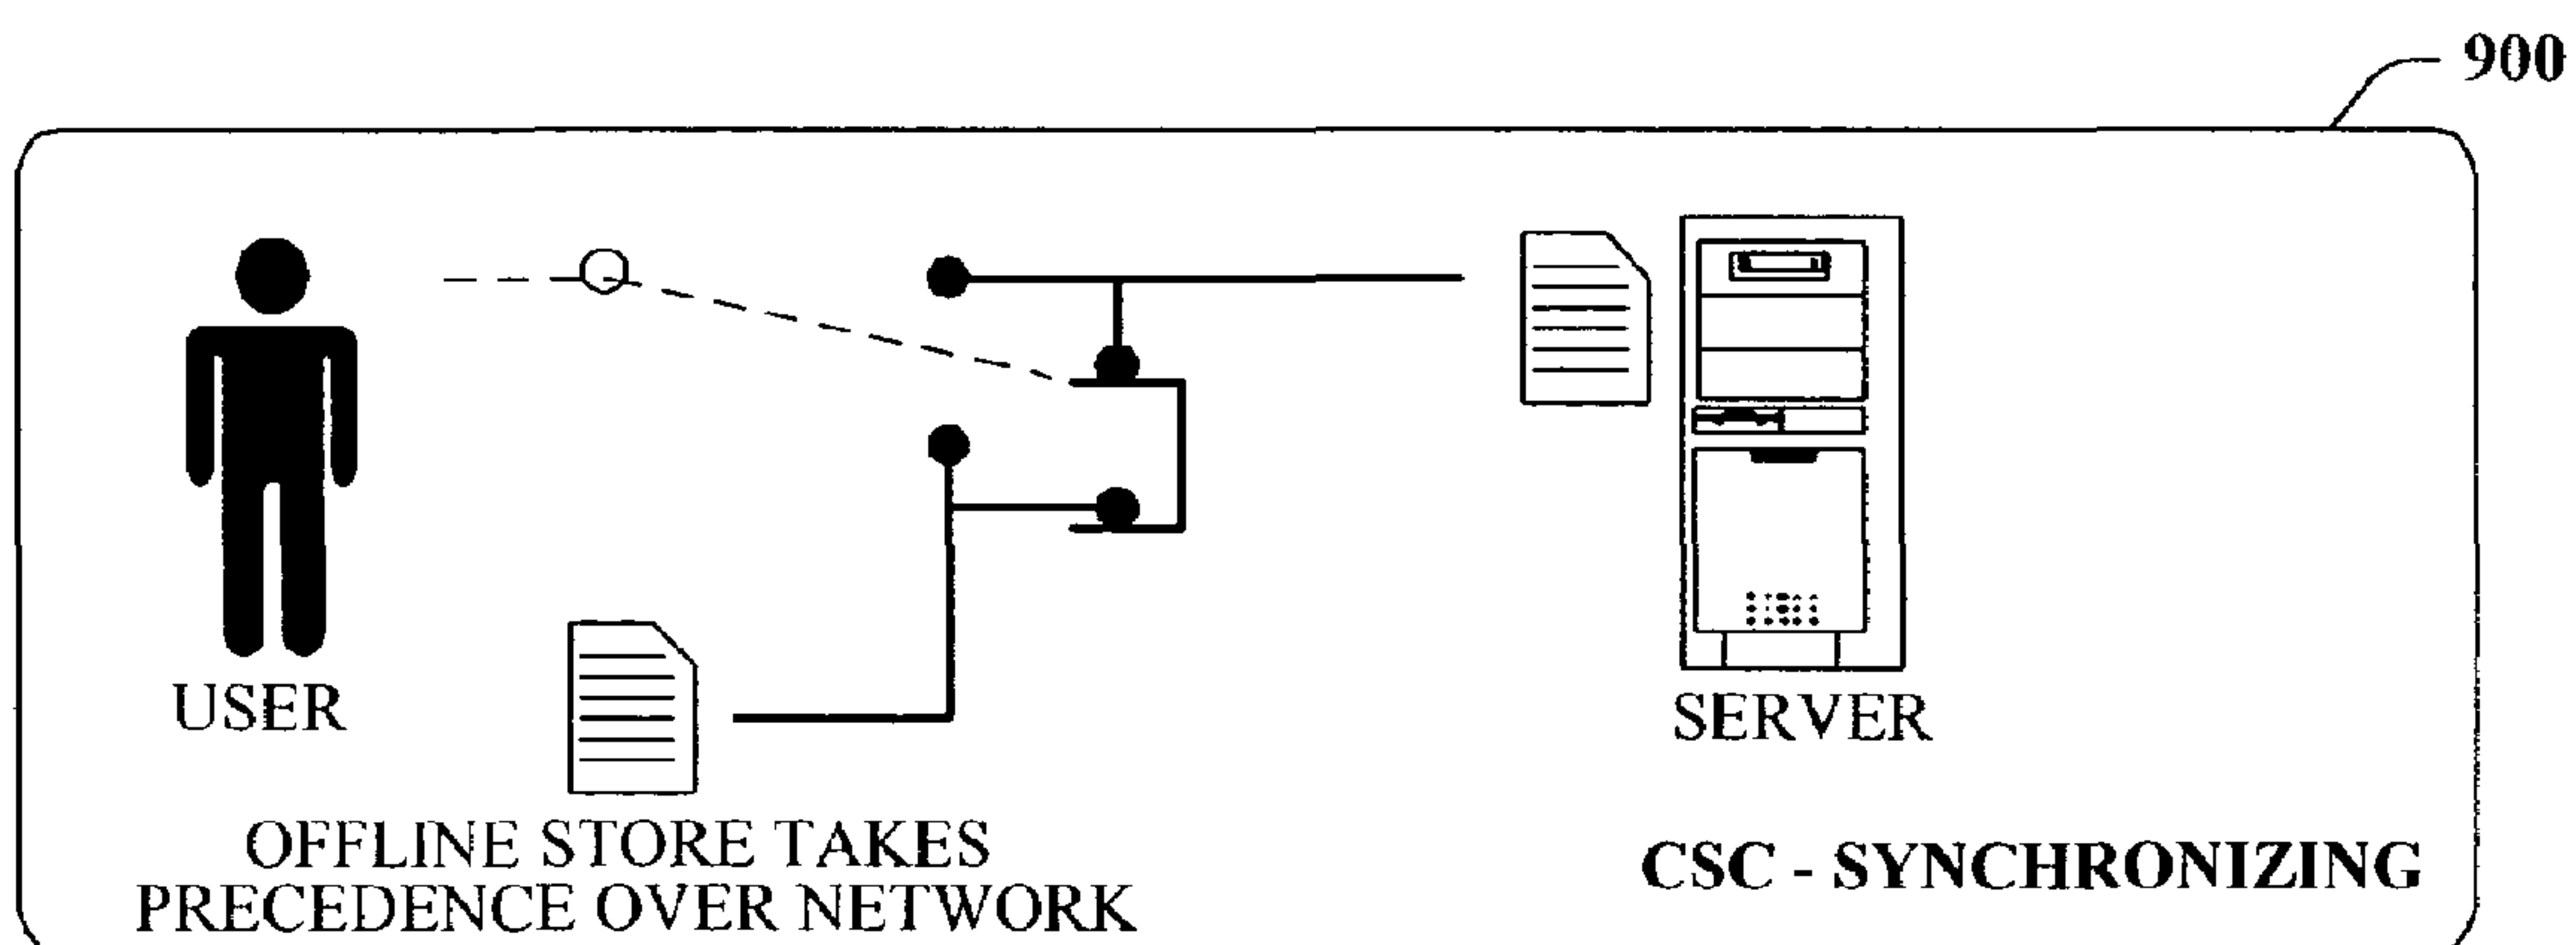 900
USER
SERVER
OFFLINE STORE TAKES
PRECEDENCE OVER NETWORK
CSC - SYNCHRONIZING